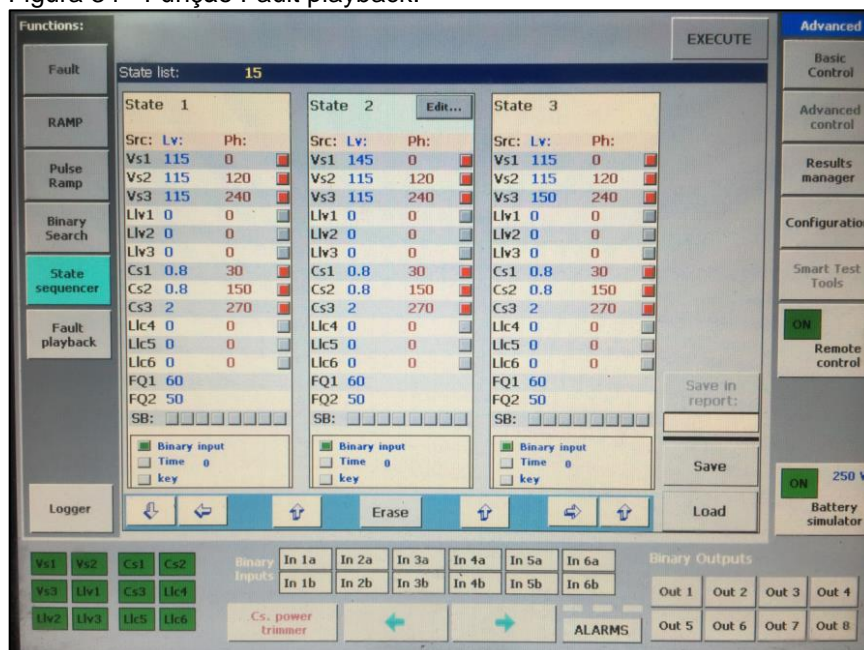 Figura 34 - Função Fault playback.
Functions:
EXECUTE
Advanced
Fault
RAMP
Pulse Ramp
Binary Search
State sequencer
Fault playback
Logger
State list: 15
State 1
Src: Lv: Ph:
Vs1 115 0
Vs2 115 120
Vs3 115 240
Llv1 0 0
Llv2 0 0
Llv3 0 0
Cs1 0.8 30
Cs2 0.8 150
Cs3 2 270
Llc4 0 0
Llc5 0 0
Llc6 0 0
FQ1 60
FQ2 50
SB:
Binary input
Time 0
key
State 2 Edit...
Src: Lv: Ph:
Vs1 145 0
Vs2 115 120
Vs3 115 240
Llv1 0 0
Llv2 0 0
Llv3 0 0
Cs1 0.8 30
Cs2 0.8 150
Cs3 2 270
Llc4 0 0
Llc5 0 0
Llc6 0 0
FQ1 60
FQ2 50
SB:
Binary input
Time 0
key
State 3
Src: Lv: Ph:
Vs1 115 0
Vs2 115 120
Vs3 150 240
Llv1 0 0
Llv2 0 0
Llv3 0 0
Cs1 0.8 30
Cs2 0.8 150
Cs3 2 270
Llc4 0 0
Llc5 0 0
Llc6 0 0
FQ1 60
FQ2 50
SB:
Binary input
Time 0
key
Erase
Basic Control
Advanced control
Results manager
Configuratio
Smart Test Tools
ON
Remote control
Save in report:
Save
Load
ON 250 V
Battery simulator
Vs1 Vs2 Cs1 Cs2
Vs3 Llv1 Cs3 Llc4
Llv2 Llv3 Llc5 Llc6
Binary Inputs
In 1a In 2a In 3a In 4a In 5a In 6a
In 1b In 2b In 3b In 4b In 5b In 6b
Cs. power trimmer
ALARMS
Binary Outputs
Out 1 Out 2 Out 3 Out 4
Out 5 Out 6 Out 7 Out 8